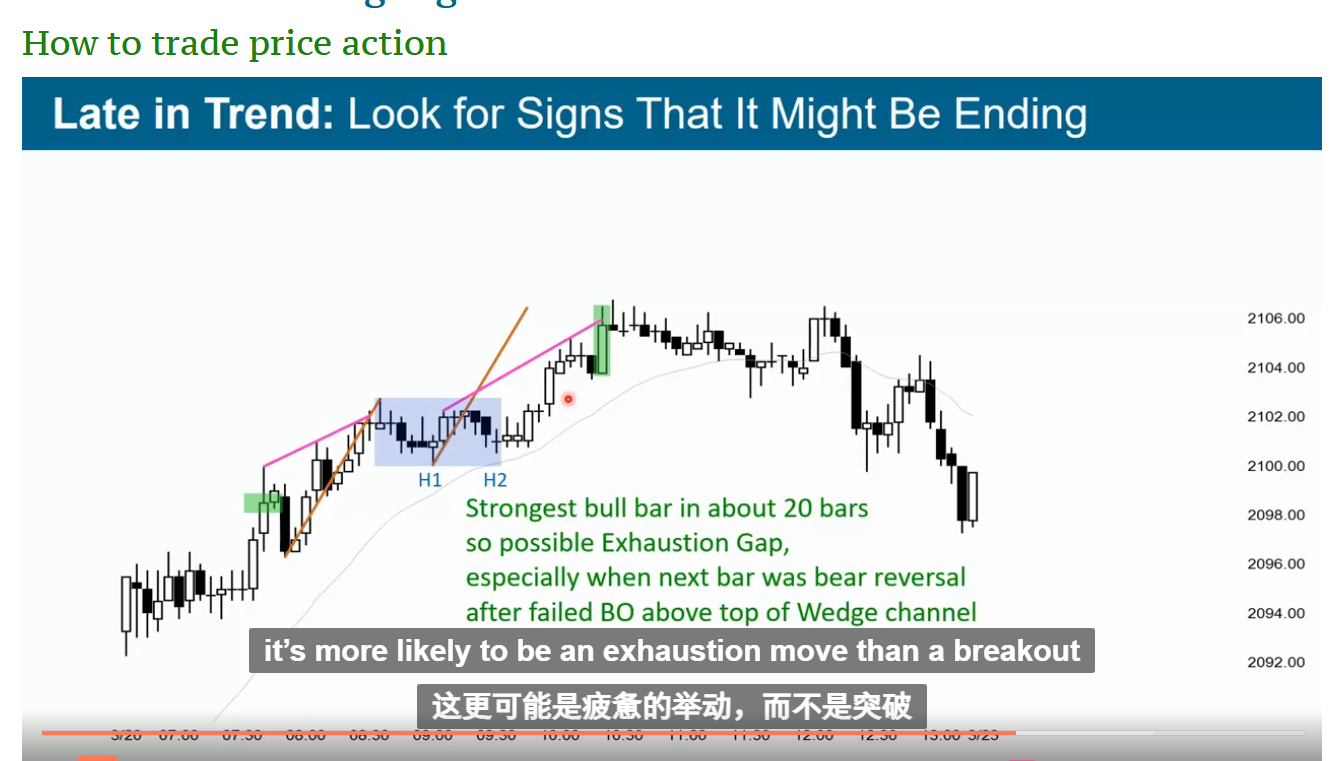 How to trade price action
Late in Trend: Look for Signs That It Might Be Ending
2106.00
2104.00
2102.00
2100.00
H1 H2
2098.00
Strongest bull bar in about 20 bars
so possible Exhaustion Gap,
2096.00
especially when next bar was bear reversal
after failed BO above top of Wedge channel
2094.00
it's more likely to be an exhaustion move than a breakout
2092.00
这更可能是疲惫的举动，而不是突破
3/20 07:00 07:30 08:00 08:30 09:00 09:30 10:00 10:30 11:00 11:30 12:00 12:30 13:00 3/23